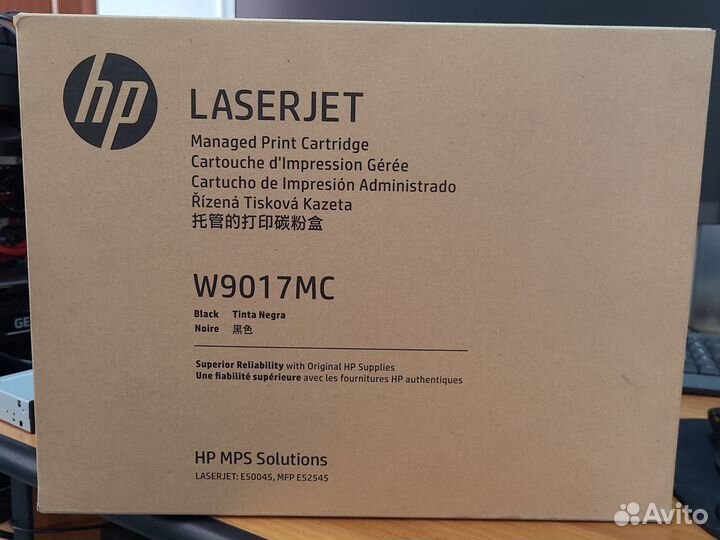 hp
LASERJET
Managed Print Cartridge
Cartouche d'Impression Gérée
Cartucho de Impresión Administrado
Řízená Tisková Kazeta
托管的打印碳粉盒
W9017MC
Black Tinta Negra
Noire 黑色
Superior Reliability with Original HP Supplies
Une fiabilité supérieure avec les fournitures HP authentiques
HP MPS Solutions
LASERJET: E50045, MFP E52545
GE
Avito